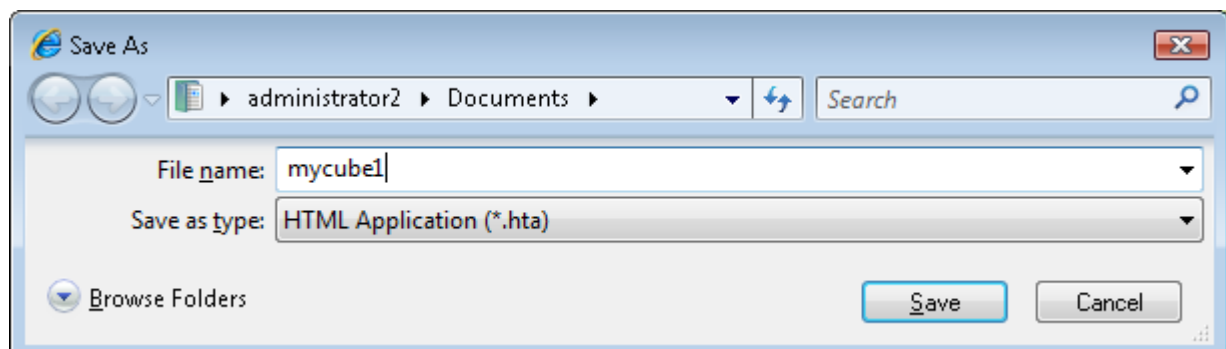 Save As
administrator2 Documents Search
File name: mycube1
Save as type: HTML Application (*.hta)
Browse Folders Save Cancel